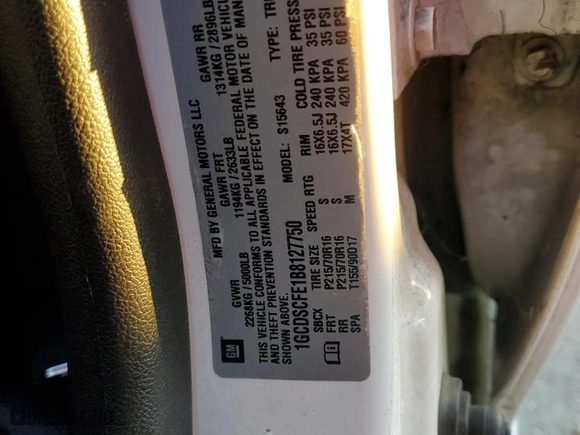 GM
MFD BY GENERAL MOTORS LLC
GVWR GAWR FRT GAWR RR
2268KG/5000LB 1194KG/2633LB 1314KG/2896LB
THIS VEHICLE CONFORMS TO ALL APPLICABLE FEDERAL MOTOR VEHICLE
AND THEFT PREVENTION STANDARDS IN EFFECT ON THE DATE OF MANU
SHOWN ABOVE.
1GCDSCFE1B8127750 MODEL: S15643 TYPE: TRU
SBCX TIRE SIZE SPEED RTG RIM COLD TIRE PRESS
FRT P215/70R16 S 16X6.5J 240 KPA 35 PSI
RR P215/70R16 S 16X6.5J 240 KPA 35 PSI
SPA T155/90D17 M 17X4T 420 KPA 60 PSI